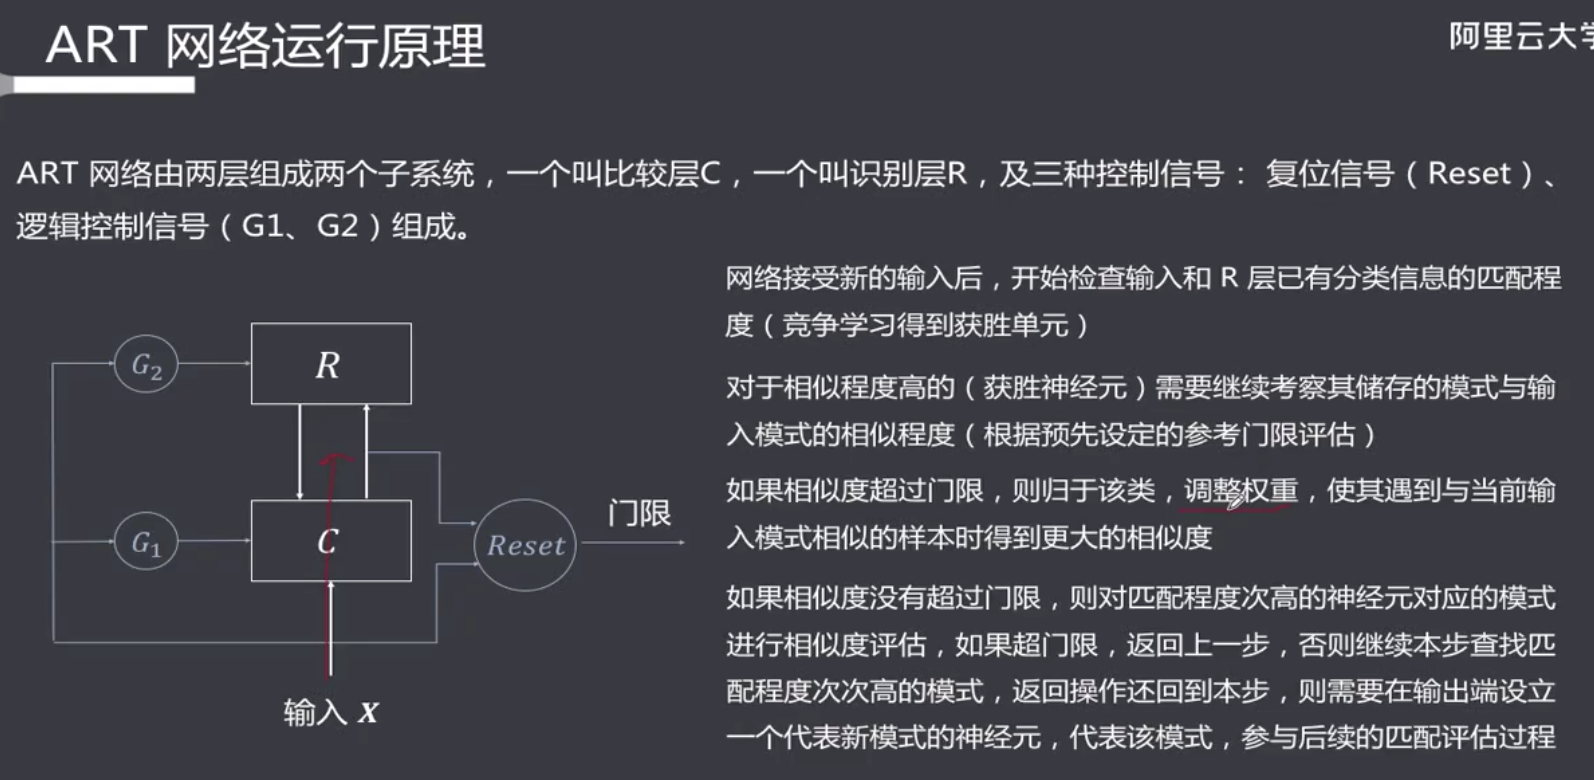 ART 网络运行原理
阿里云大学
ART 网络由两层组成两个子系统，一个叫比较层C，一个叫识别层R，及三种控制信号： 复位信号（Reset）、
逻辑控制信号（G1、G2）组成。
网络接受新的输入后，开始检查输入和 R 层已有分类信息的匹配程
度（竞争学习得到获胜单元）
对于相似程度高的（获胜神经元）需要继续考察其储存的模式与输
入模式的相似程度（根据预先设定的参考门限评估）
如果相似度超过门限，则归于该类，调整权重，使其遇到与当前输
入模式相似的样本时得到更大的相似度
如果相似度没有超过门限，则对匹配程度次高的神经元对应的模式
进行相似度评估，如果超门限，返回上一步，否则继续本步查找匹
配程度次次高的模式，返回操作还回到本步，则需要在输出端设立
一个代表新模式的神经元，代表该模式，参与后续的匹配评估过程
G2
R
G1
C
Reset
门限
输入 X